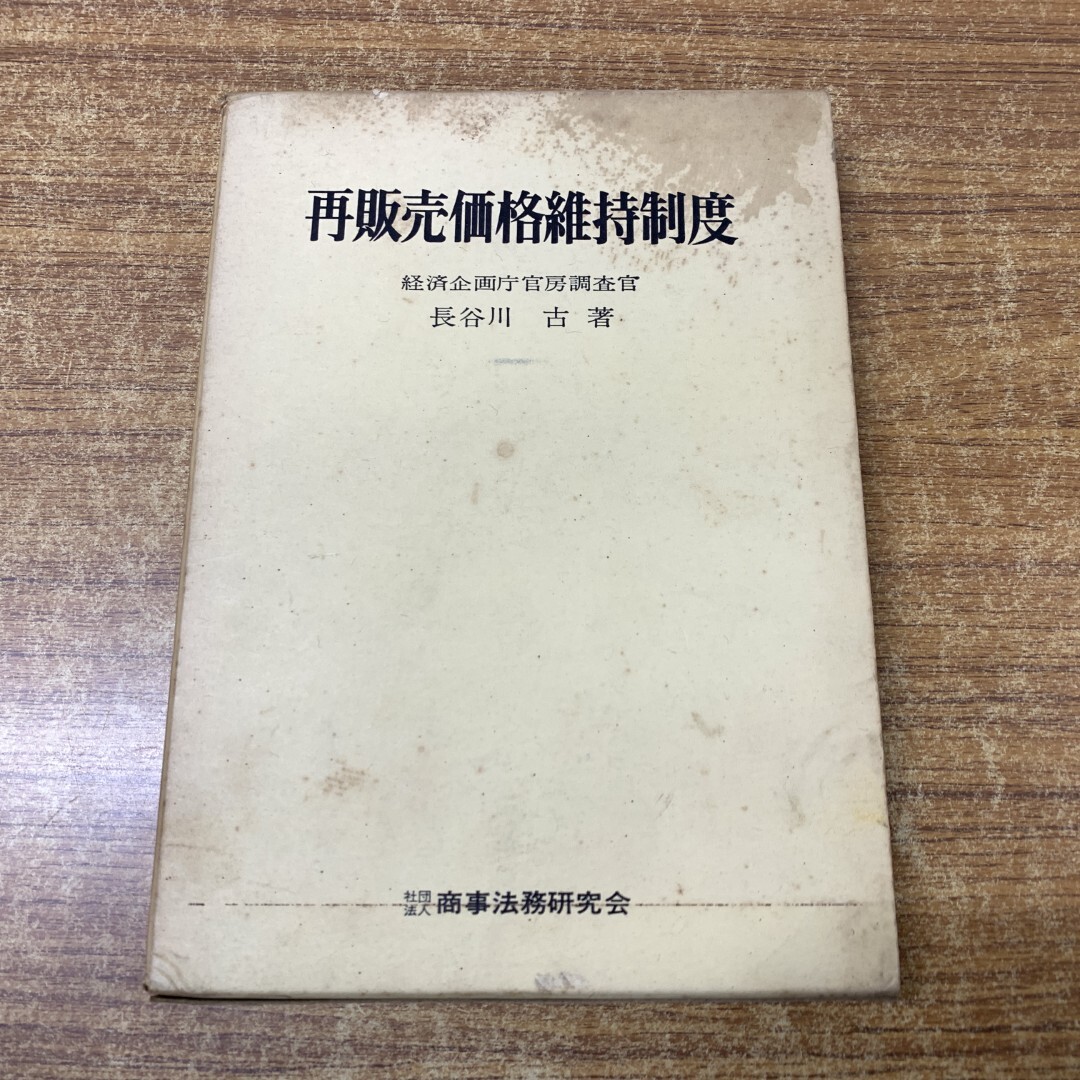 再販売価格維持制度
経済企画庁官房調査官
長谷川 古 著
社団法人 商事法務研究会